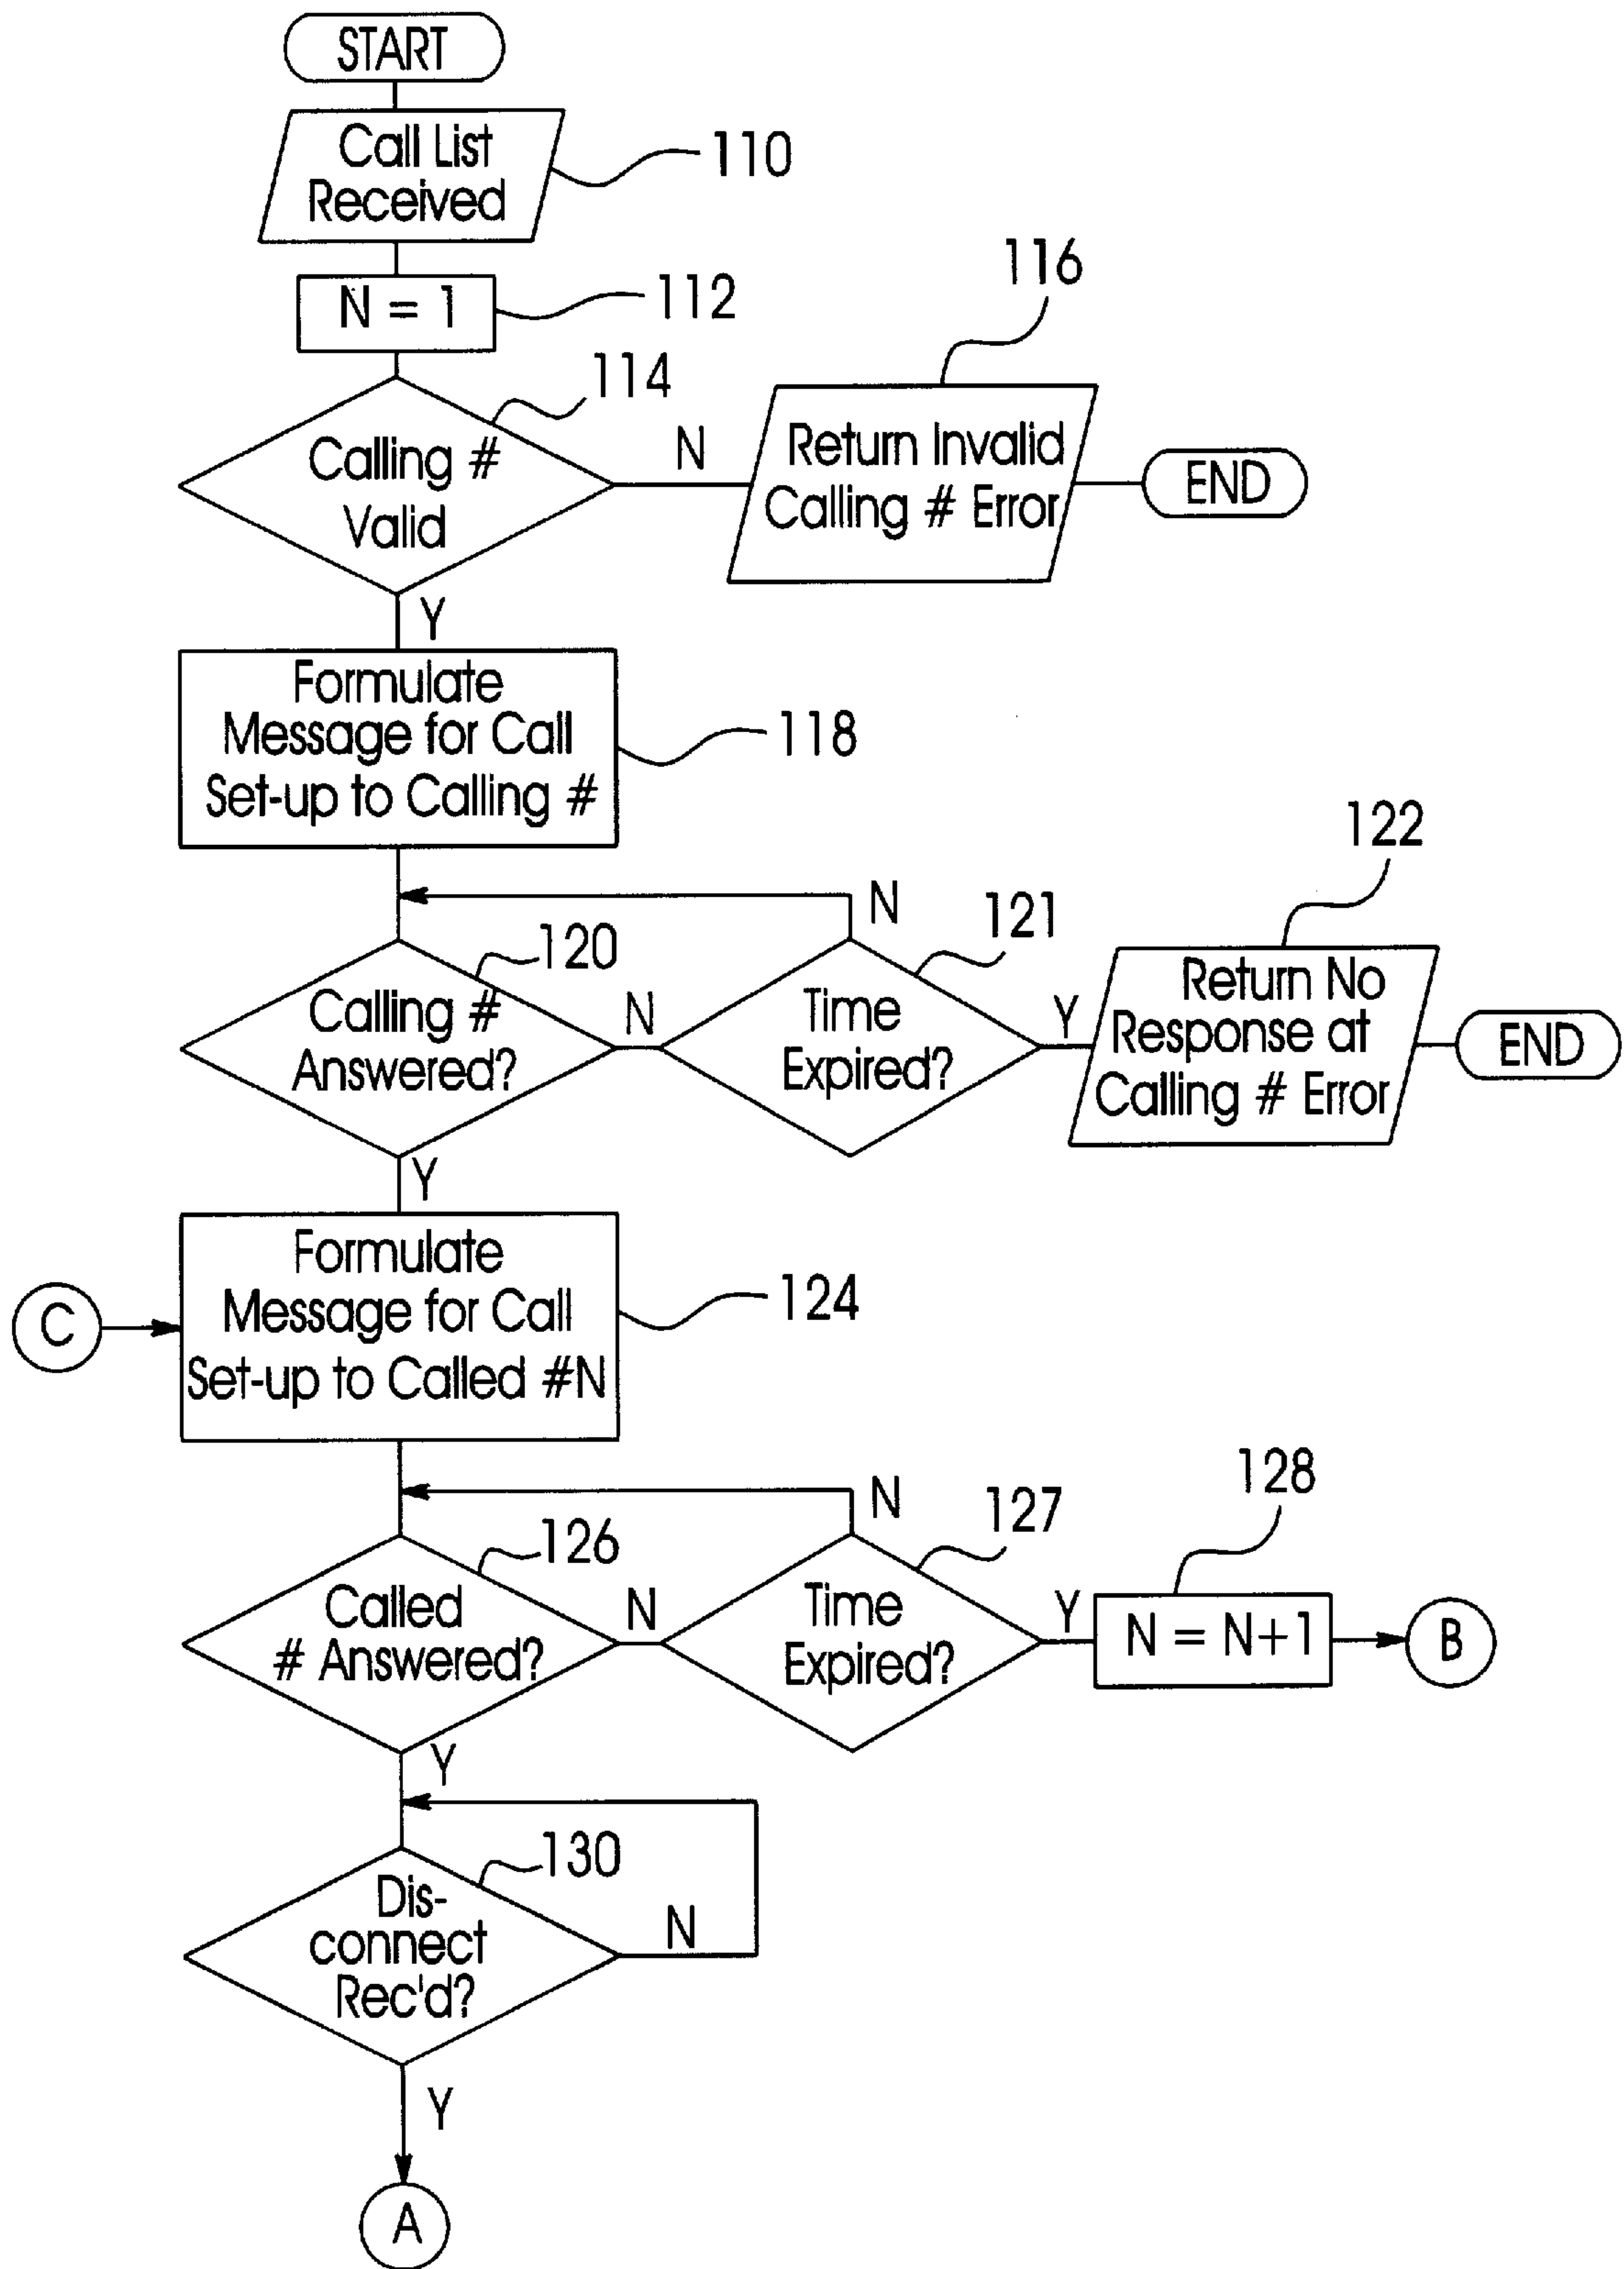 START
Call List
Received
110
N = 1
112
114
Calling #
Valid
N
116
Return Invalid
Calling # Error
END
Y
Formulate
Message for Call
Set-up to Calling #
118
N
120
Calling #
Answered?
N
121
Time
Expired?
Y
122
Return No
Response at
Calling # Error
END
Y
C
Formulate
Message for Call
Set-up to Called #N
124
N
126
Called
# Answered?
N
127
Time
Expired?
Y
128
N = N+1
B
Y
130
Dis-
connect
Rec'd?
N
Y
A